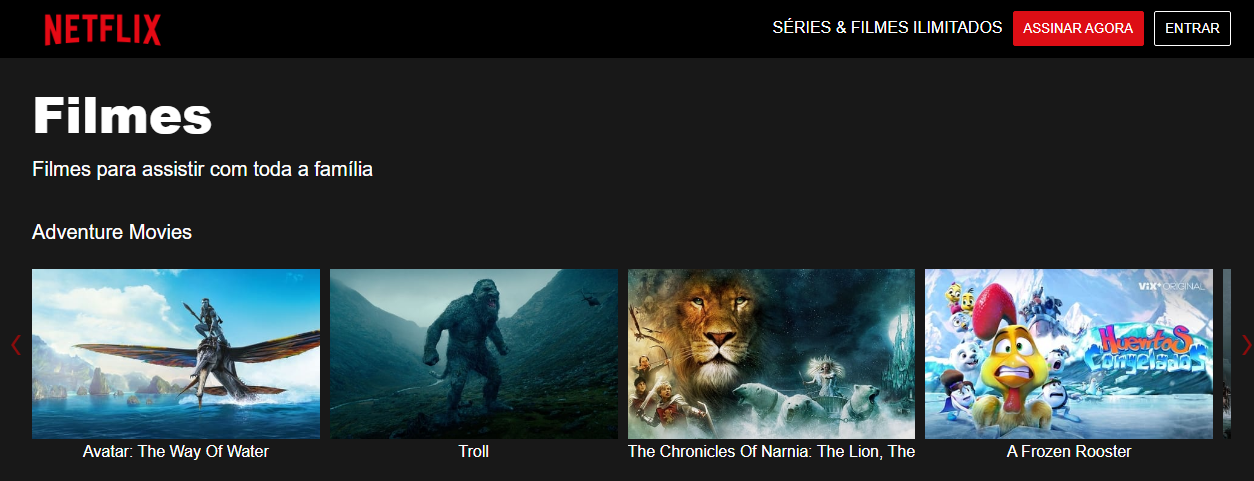 NETFLIX
SÉRIES & FILMES ILIMITADOS
ASSINAR AGORA
ENTRAR
Filmes
Filmes para assistir com toda a família
Adventure Movies
ViX+ ORIGINAL
Huevitos
Congelados
Avatar: The Way Of Water
Troll
The Chronicles Of Narnia: The Lion, The
A Frozen Rooster